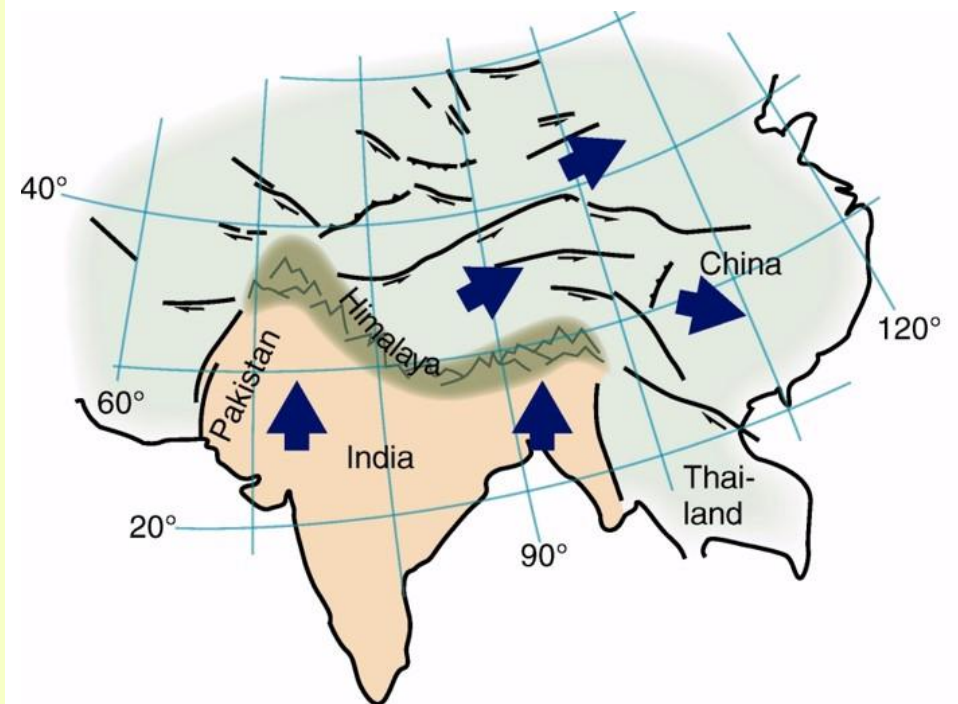 40°
China
Himalaya
120°
Pakistan
60°
India
Thai-
land
20°
90°